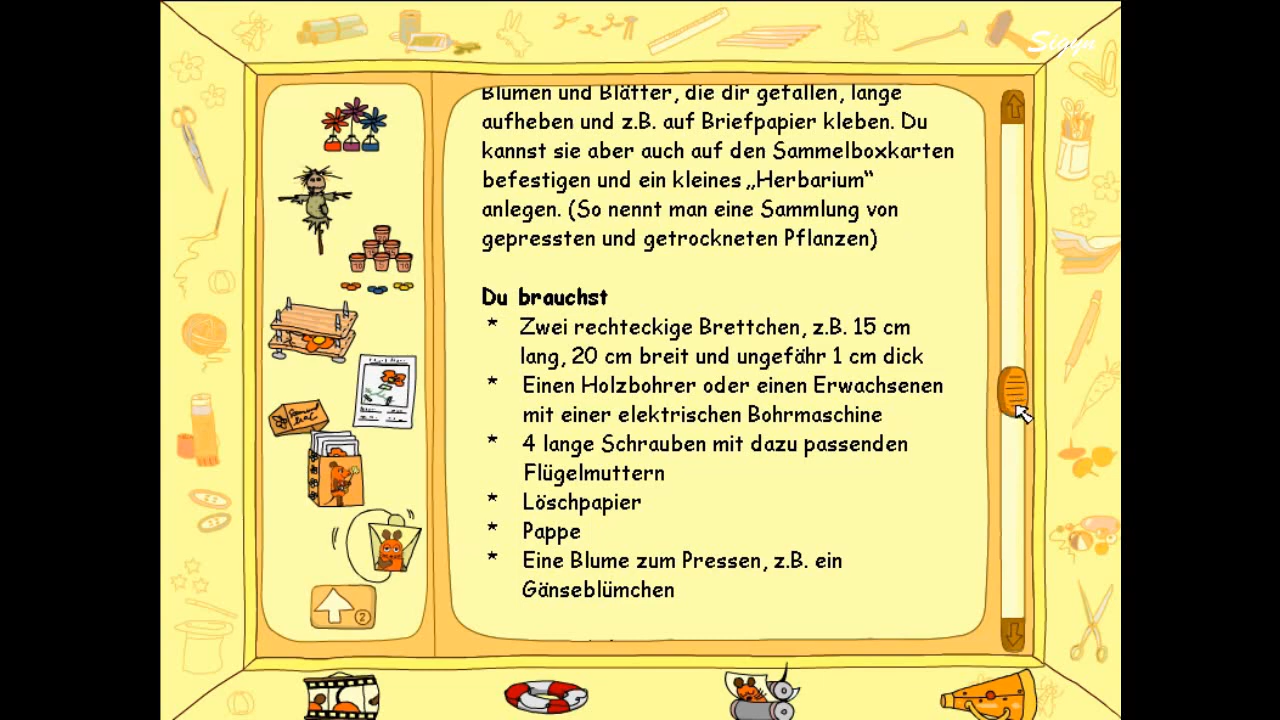 Sigyn
Blumen und Blätter, die dir gefallen, lange
aufheben und z.B. auf Briefpapier kleben. Du
kannst sie aber auch auf den Sammelboxkarten
befestigen und ein kleines „Herbarium“
anlegen. (So nennt man eine Sammlung von
gepressten und getrockneten Pflanzen)
Du brauchst
* Zwei rechteckige Brettchen, z.B. 15 cm
lang, 20 cm breit und ungefähr 1 cm dick
* Einen Holzbohrer oder einen Erwachsenen
mit einer elektrischen Bohrmaschine
* 4 lange Schrauben mit dazu passenden
Flügelmuttern
* Löschpapier
* Pappe
* Eine Blume zum Pressen, z.B. ein
Gänseblümchen
2